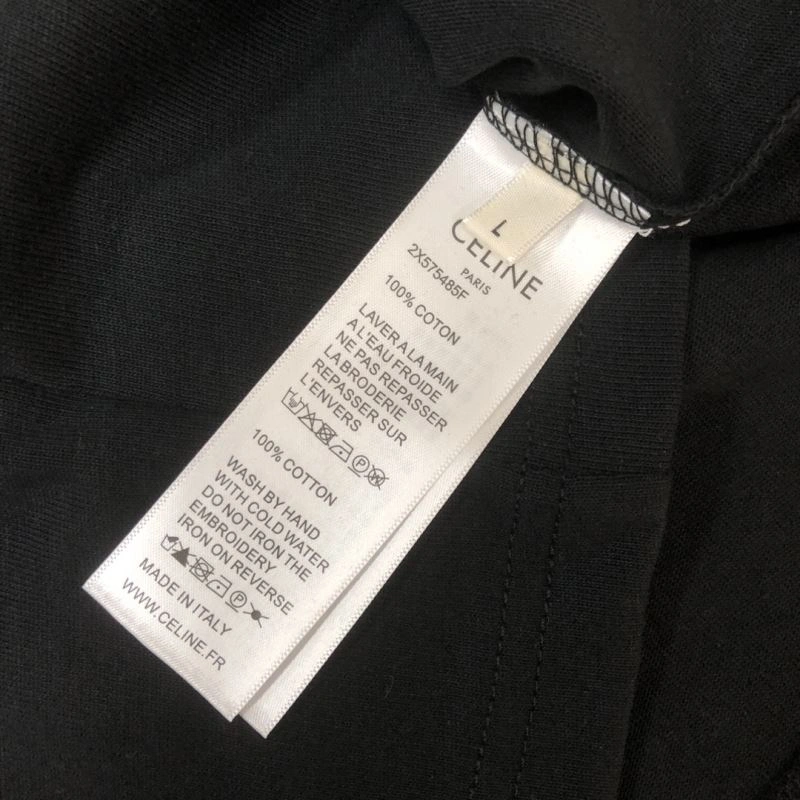 L
CELINE
PARIS
2X575485F
100% COTON
LAVER A LA MAIN
A L'EAU FROIDE
NE PAS REPASSER
LA BRODERIE
REPASSER SUR
L'ENVERS
P
100% COTTON
WASH BY HAND
WITH COLD WATER
DO NOT IRON THE
EMBROIDERY
IRON ON REVERSE
P
MADE IN ITALY
WWW.CELINE.FR